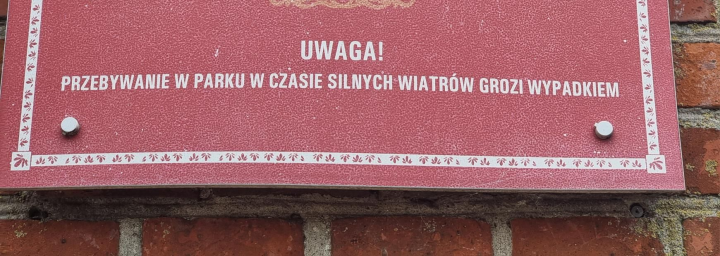 UWAGA!
PRZEBYWANIE W PARKU W CZASIE SILNYCH WIATRÓW GROZI WYPADKIEM